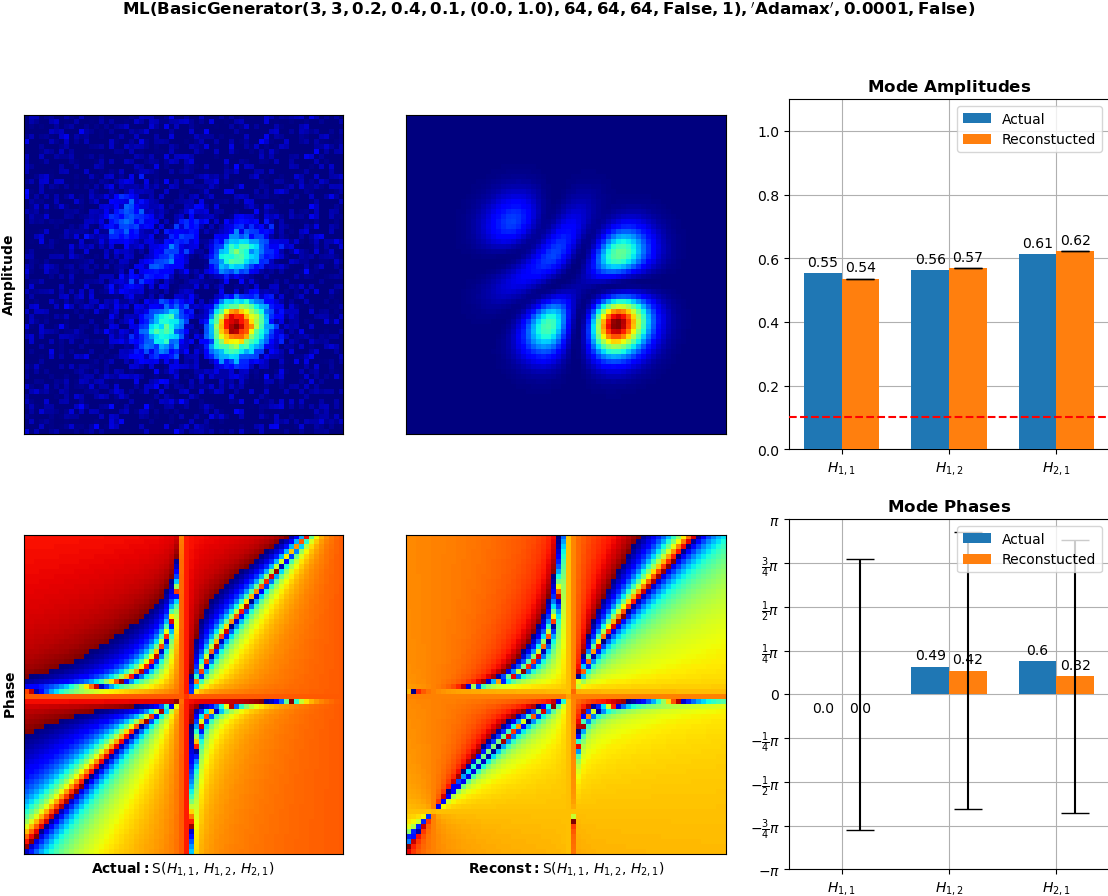 ML(BasicGenerator(3, 3, 0.2, 0.4, 0.1, (0.0, 1.0), 64, 64, 64, False, 1), ′Adamax′, 0.0001, False)
Amplitude
Mode Amplitudes
Actual
Reconstucted
1.0
0.8
0.6
0.4
0.2
0.0
0.55
0.54
0.56
0.57
0.61
0.62
H1, 1
H1, 2
H2, 1
Phase
Actual: S(H1, 1, H1, 2, H2, 1)
Reconst: S(H1, 1, H1, 2, H2, 1)
Mode Phases
Actual
Reconstucted
π
3/4π
1/2π
1/4π
0
−1/4π
−1/2π
−3/4π
−π
0.0
0.0
0.49
0.42
0.6
0.32
H1, 1
H1, 2
H2, 1